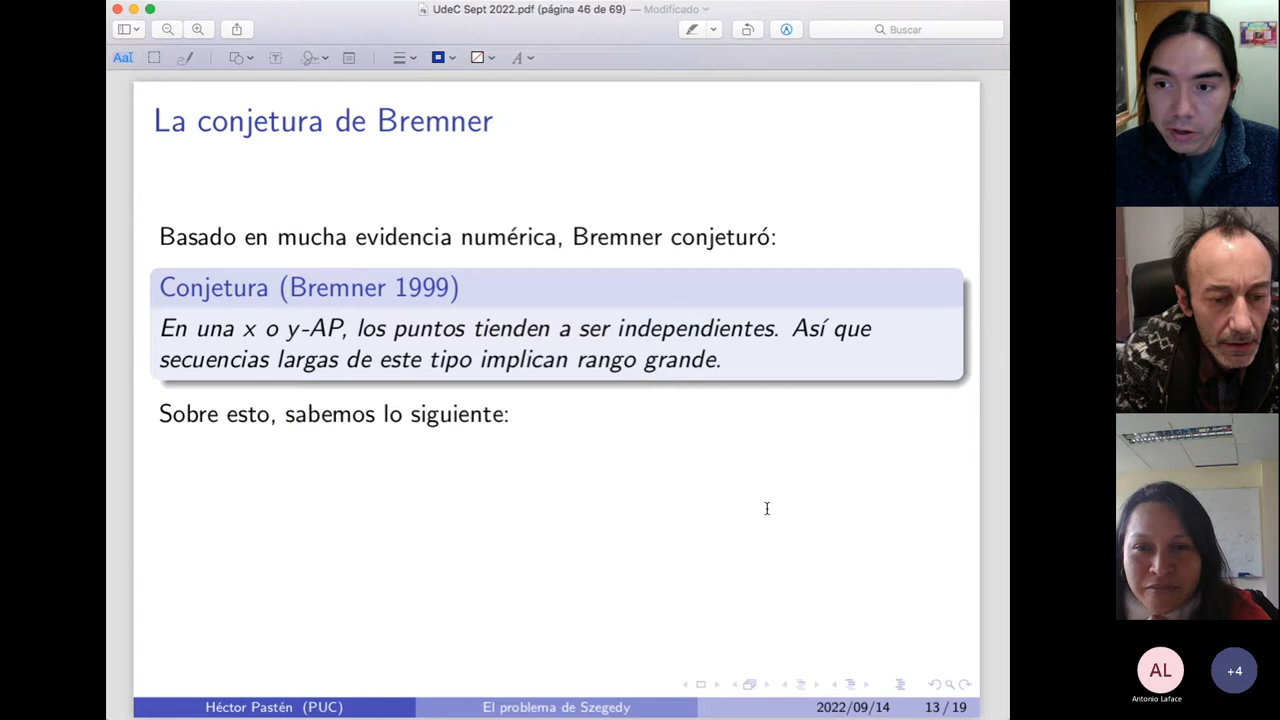 UdeC Sept 2022.pdf (página 46 de 69) — Modificado
Buscar
AaI
A
La conjetura de Bremner
Basado en mucha evidencia numérica, Bremner conjeturó:
Conjetura (Bremner 1999)
En una x o y-AP, los puntos tienden a ser independientes. Así que
secuencias largas de este tipo implican rango grande.
Sobre esto, sabemos lo siguiente:
Héctor Pastén (PUC)
El problema de Szegedy
2022/09/14
13 / 19
AL
+4
Antonio Laface